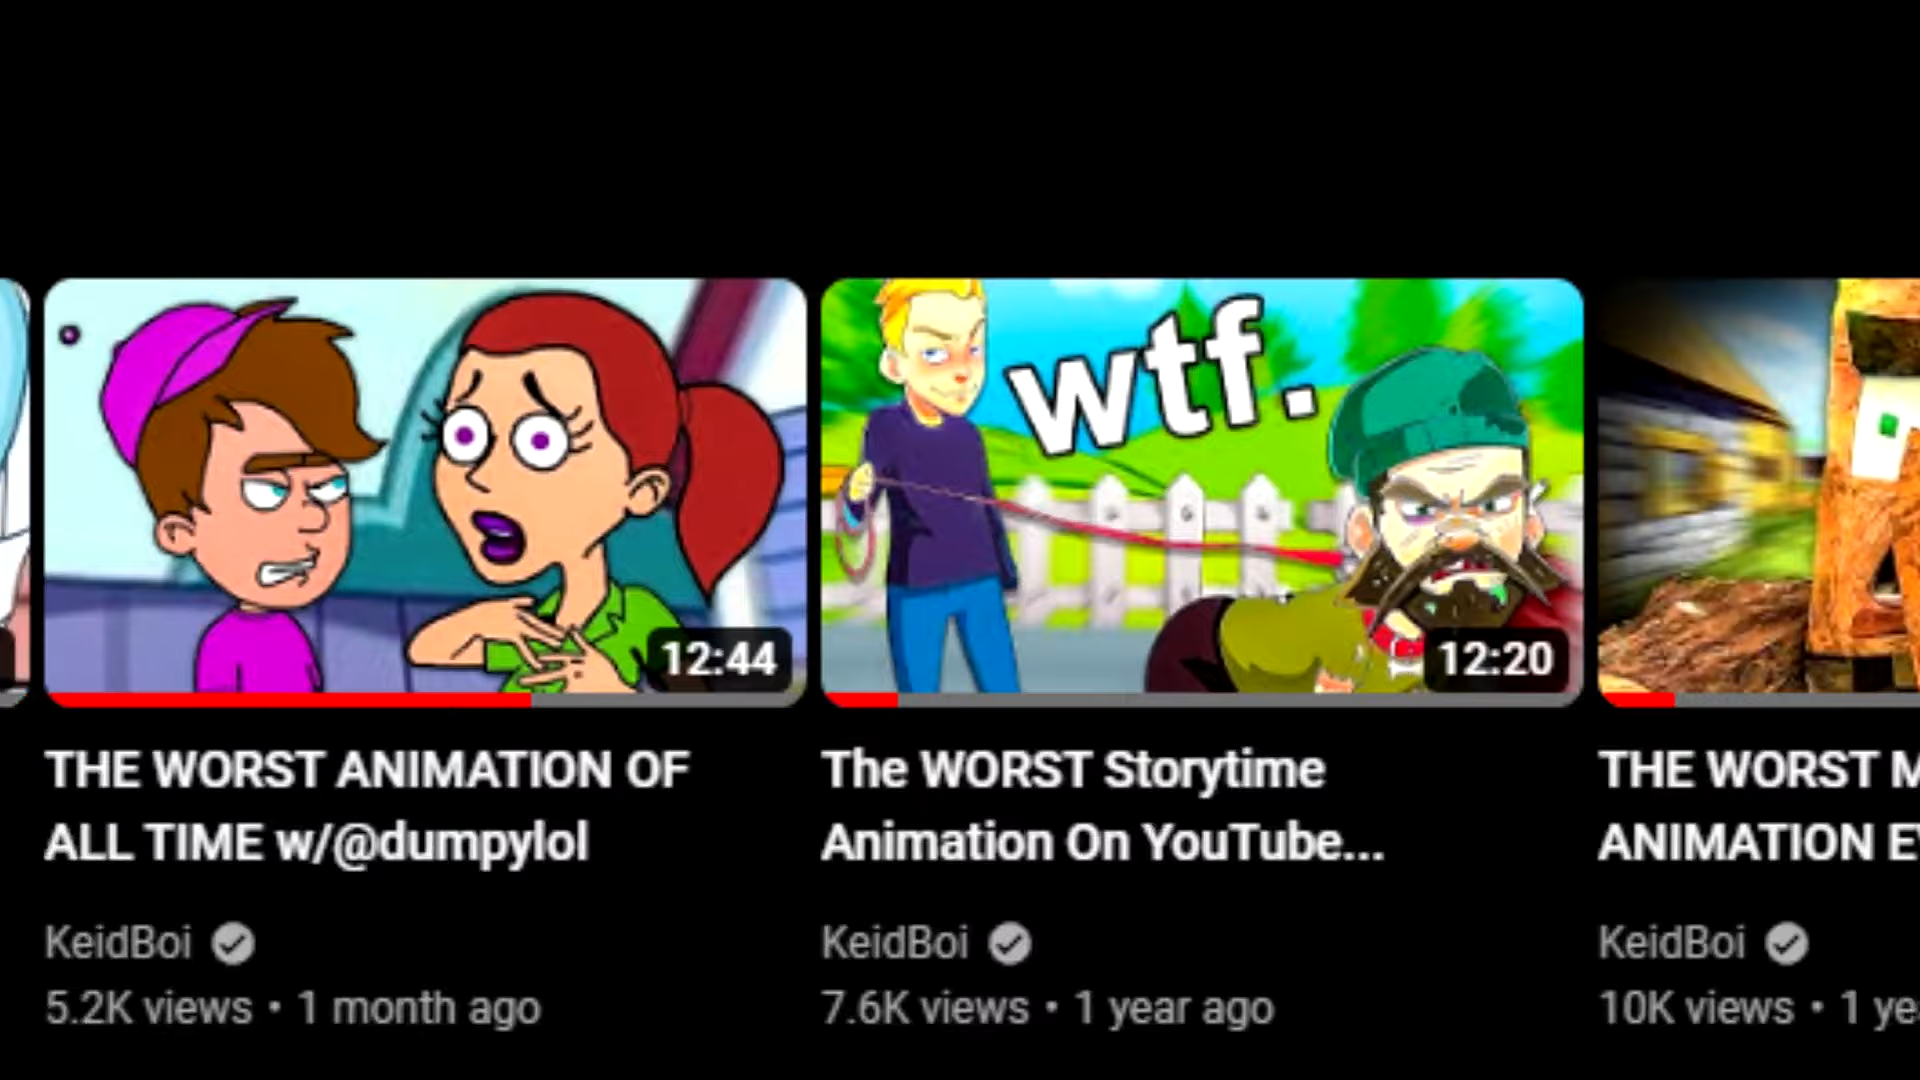 wtf.
12:44
12:20
THE WORST ANIMATION OF
ALL TIME w/@dumpylol
KeidBoi
5.2K views • 1 month ago
The WORST Storytime
Animation On YouTube...
KeidBoi
7.6K views • 1 year ago
THE WORST
ANIMATION
KeidBoi
10K views • 1